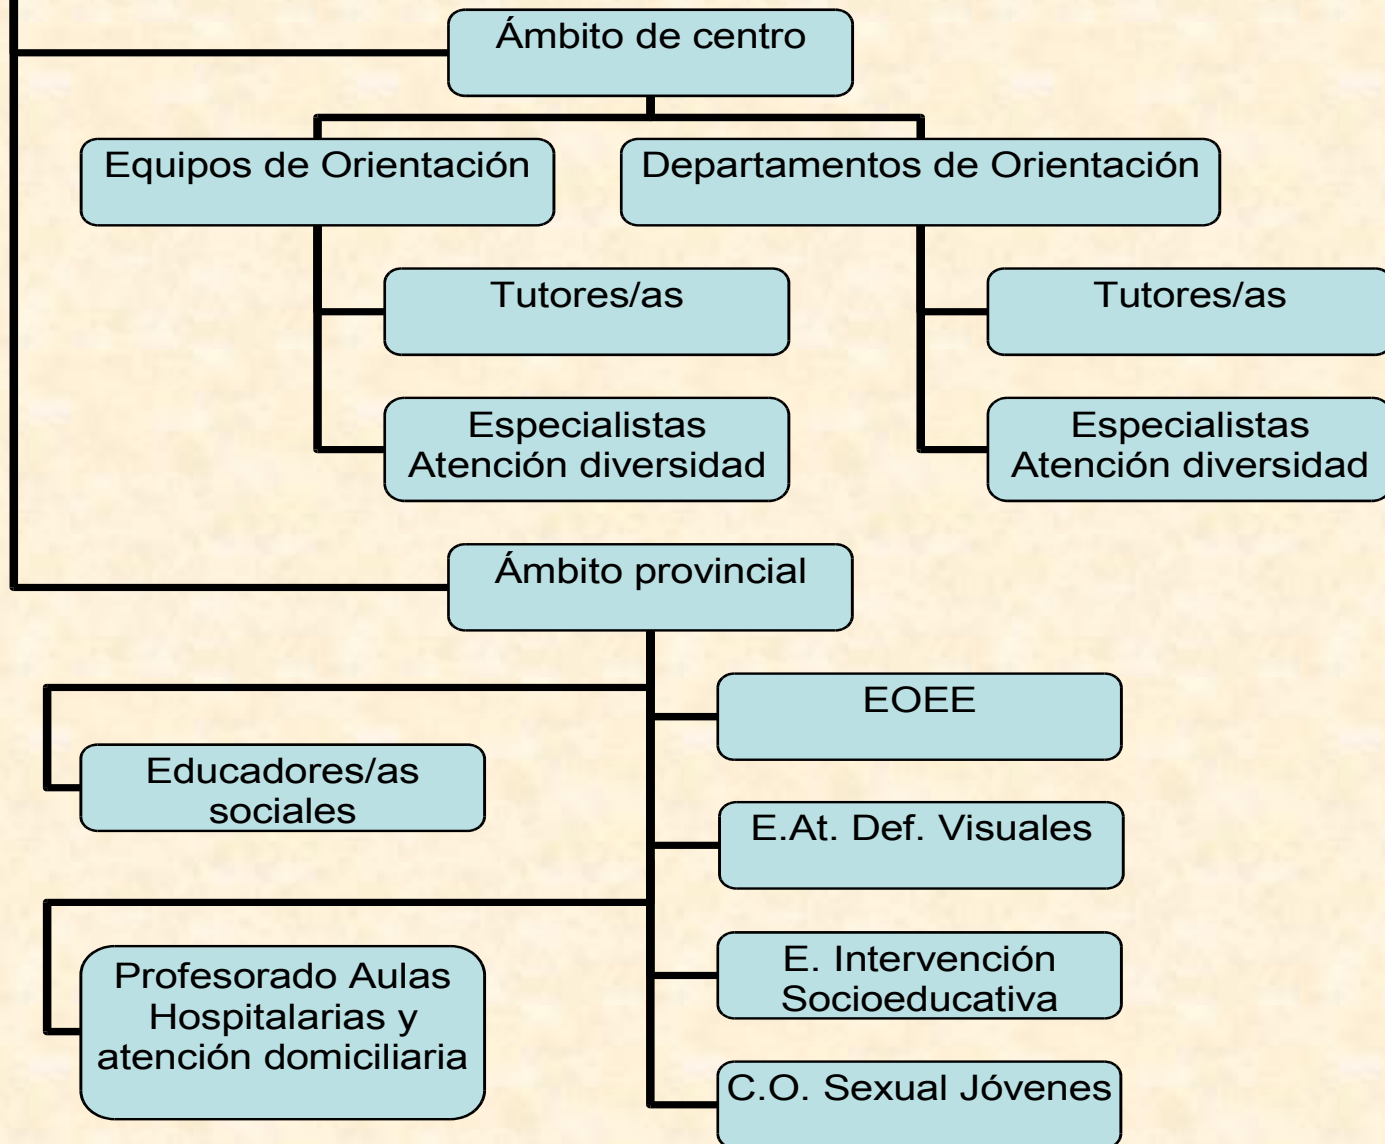 Ámbito de centro
Equipos de Orientación
Departamentos de Orientación
Tutores/as
Tutores/as
Especialistas
Atención diversidad
Especialistas
Atención diversidad
Ámbito provincial
EOEE
Educadores/as
sociales
E.At. Def. Visuales
E. Intervención
Socioeducativa
Profesorado Aulas
Hospitalarias y
atención domiciliaria
C.O. Sexual Jóvenes